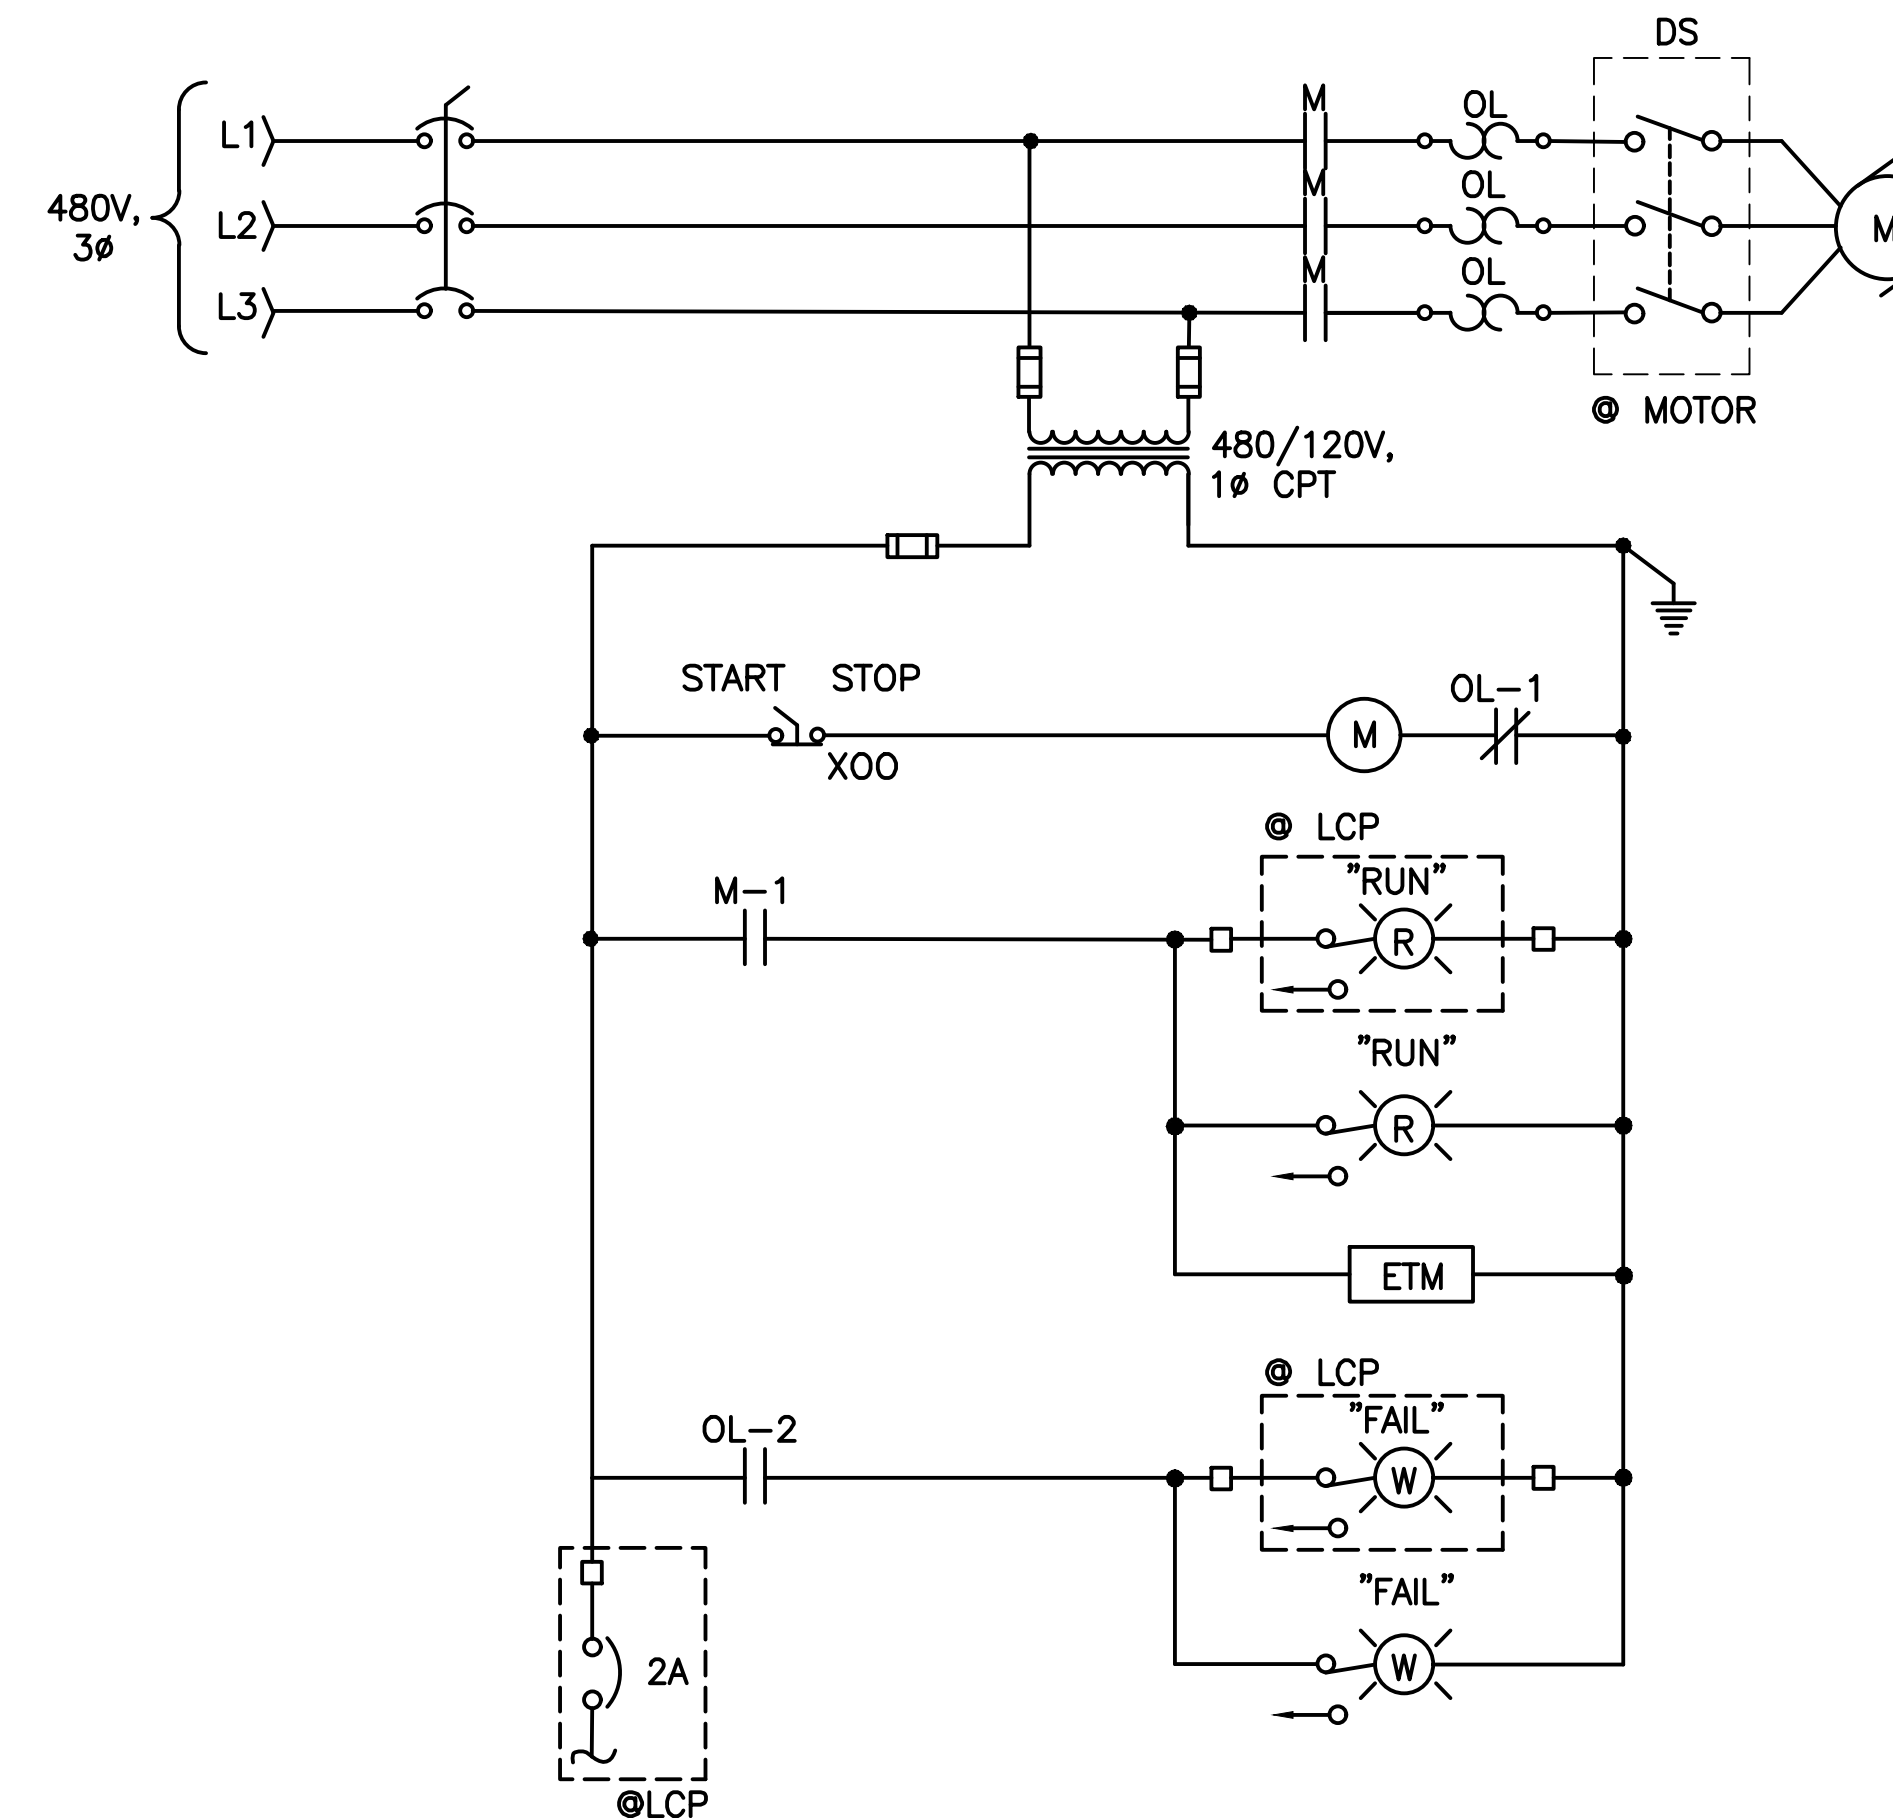 DS
M
OL
L1
M
OL
480V,
3ø
L2
M
M
OL
L3
@ MOTOR
480/120V,
1ø CPT
START STOP
OL-1
M
XOO
@ LCP
"RUN"
M-1
R
"RUN"
R
ETM
@ LCP
"FAIL"
OL-2
W
"FAIL"
W
2A
@LCP